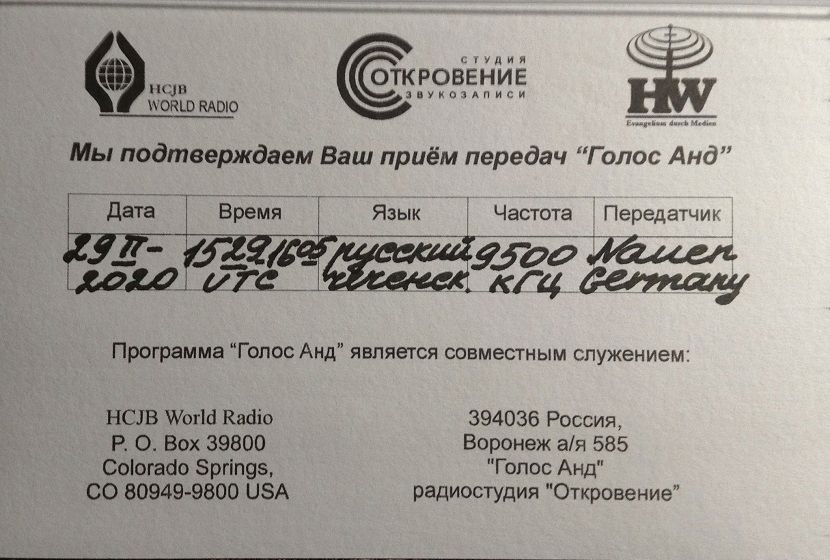 HCJB
WORLD RADIO
СТУДИЯ
ОТКРОВЕНИЕ
ЗВУКОЗАПИСИ
HW
Evangelium durch Medien
Мы подтверждаем Ваш приём передач “Голос Анд”
Дата Время Язык Частота Передатчик
29 II- 1529-1605 русский 9500 Nauen
2020 UTC чеченск. кГц Germany
Программа “Голос Анд” является совместным служением:
HCJB World Radio
P. O. Box 39800
Colorado Springs,
CO 80949-9800 USA
394036 Россия,
Воронеж а/я 585
"Голос Анд"
радиостудия "Откровение”